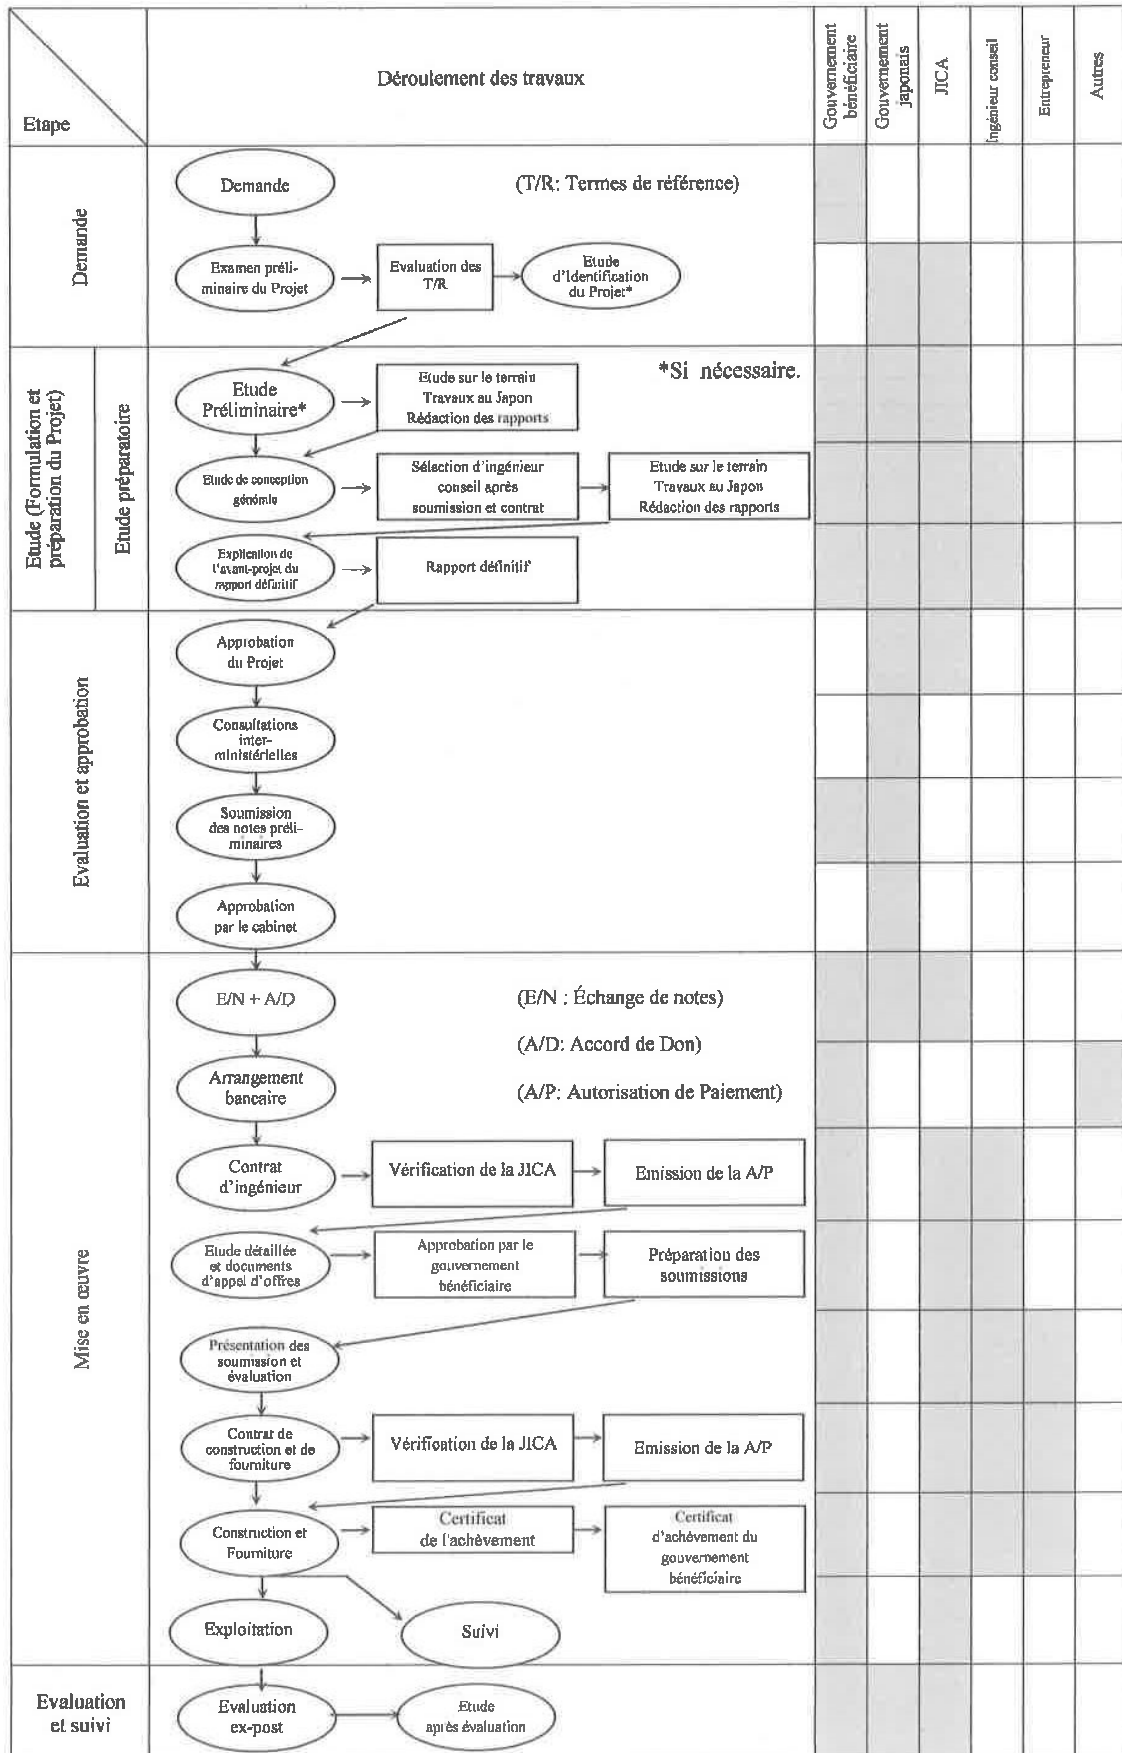 Etape
Déroulement des travaux
Gouvernement
bénéficiaire
Gouvernement
japonais
JICA
Ingénieur conseil
Entrepreneur
Autres
Demande
Demande
(T/R: Termes de référence)
Examen préli-
minaire du Projet
Evaluation des
T/R
Etude
d'Identification
du Projet*
Etude (Formulation et
préparation du Projet)
Etude préparatoire
*Si nécessaire.
Etude
Préliminaire*
Etude sur le terrain
Travaux au Japon
Rédaction des rapports
Etude de conception
générale
Sélection d'ingénieur
conseil après
soumission et contrat
Etude sur le terrain
Travaux au Japon
Rédaction des rapports
Explication de
l'avant-projet du
rapport définitif
Rapport définitif
Evaluation et approbation
Approbation
du Projet
Consultations
inter-
ministérielles
Soumission
des notes préli-
minaires
Approbation
par le cabinet
Mise en œuvre
E/N + A/D
(E/N : Échange de notes)
(A/D: Accord de Don)
(A/P: Autorisation de Paiement)
Arrangement
bancaire
Contrat
d'ingénieur
Vérification de la JICA
Emission de la A/P
Etude détaillée
et documents
d'appel d'offres
Approbation par le
gouvernement
bénéficiaire
Préparation des
soumissions
Présentation des
soumission et
évaluation
Contrat de
construction et de
fourniture
Vérification de la JICA
Emission de la A/P
Construction et
Fourniture
Certificat
de l'achèvement
Certificat
d'achèvement du
gouvernement
bénéficiaire
Exploitation
Suivi
Evaluation
et suivi
Evaluation
ex-post
Etude
après évaluation